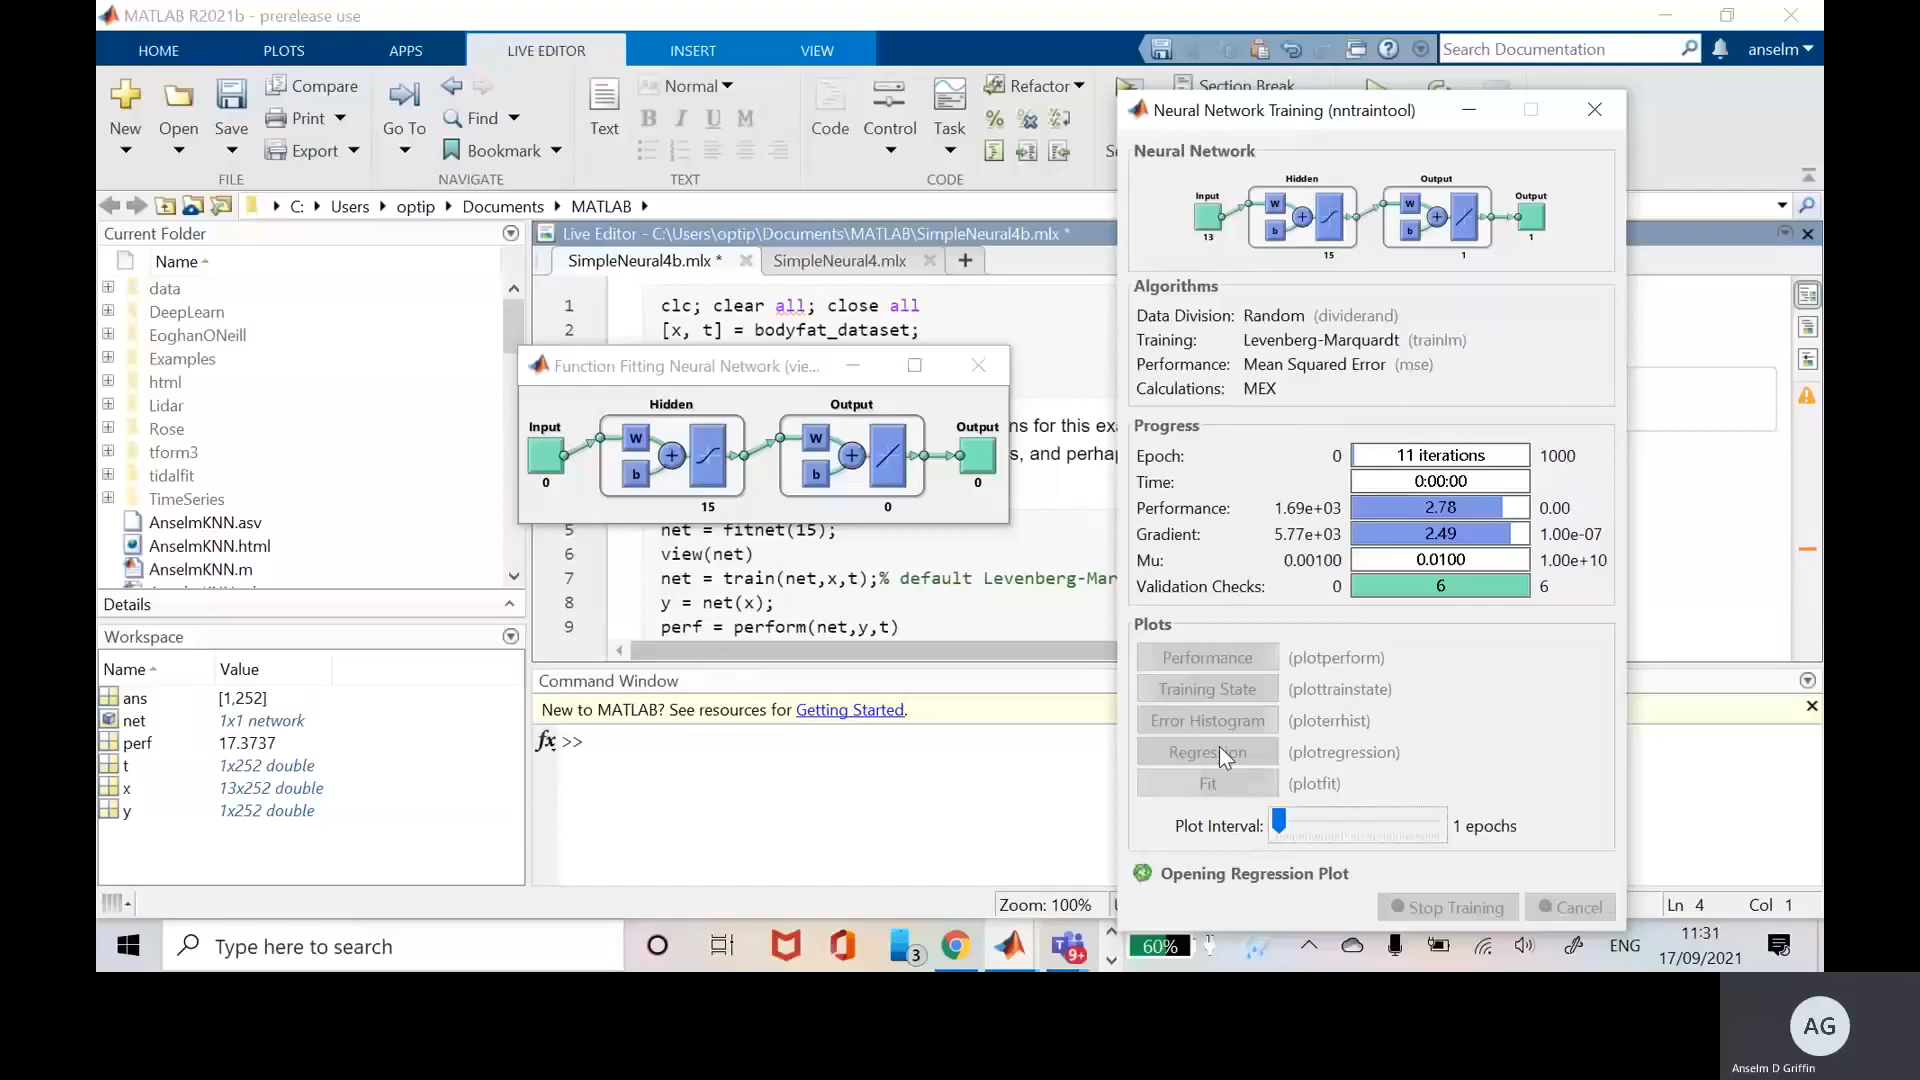 MATLAB R2021b - prerelease use
HOME PLOTS APPS LIVE EDITOR INSERT VIEW
Search Documentation
anselm
New
Open
Save
Compare
Print
Export
FILE
Go To
Find
Bookmark
NAVIGATE
Text
Aa Normal
B I U M
TEXT
Code
Control
Task
Refactor
CODE
Section Break
C: Users optip Documents MATLAB
Current Folder
Name
data
DeepLearn
EoghanONeill
Examples
html
Lidar
Rose
tform3
tidalfit
TimeSeries
AnselmKNN.asv
AnselmKNN.html
AnselmKNN.m
Details
Workspace
Name Value
ans [1,252]
net 1x1 network
perf 17.3737
t 1x252 double
x 13x252 double
y 1x252 double
Live Editor - C:\Users\optip\Documents\MATLAB\SimpleNeural4b.mlx *
SimpleNeural4b.mlx * SimpleNeural4.mlx
1 clc; clear all; close all
2 [x, t] = bodyfat_dataset;
ns for this exa
s, and perhap
5 net = fitnet(15);
6 view(net)
7 net = train(net,x,t);% default Levenberg-Mar
8 y = net(x);
9 perf = perform(net,y,t)
Function Fitting Neural Network (vie...
Hidden Output
Input Output
W W
b b
0 0
15 0
Command Window
New to MATLAB? See resources for Getting Started.
fx >>
Neural Network Training (nntraintool)
Neural Network
Hidden Output
Input Output
W W
b b
13 1
15 1
Algorithms
Data Division: Random (dividerand)
Training: Levenberg-Marquardt (trainlm)
Performance: Mean Squared Error (mse)
Calculations: MEX
Progress
Epoch: 0 11 iterations 1000
Time: 0:00:00
Performance: 1.69e+03 2.78 0.00
Gradient: 5.77e+03 2.49 1.00e-07
Mu: 0.00100 0.0100 1.00e+10
Validation Checks: 0 6 6
Plots
Performance (plotperform)
Training State (plottrainstate)
Error Histogram (ploterrhist)
Regression (plotregression)
Fit (plotfit)
Plot Interval: 1 epochs
Opening Regression Plot
Stop Training Cancel
Zoom: 100%
Ln 4 Col 1
Type here to search
3
9+
60%
ENG
11:31
17/09/2021
AG
Anselm D Griffin